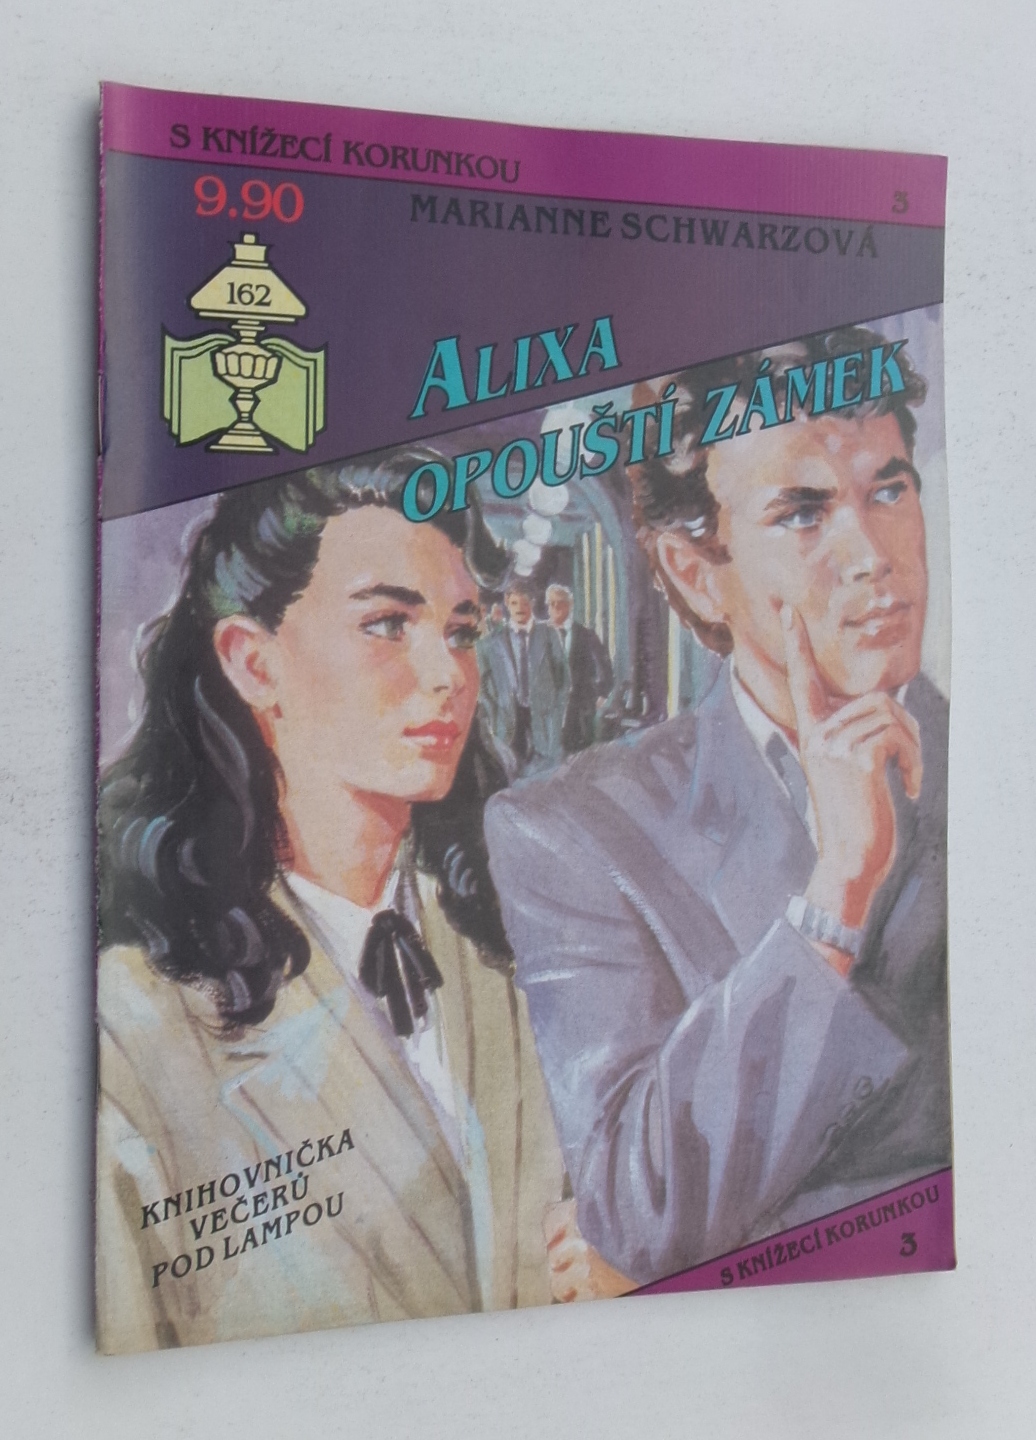 S KNÍŽECÍ KORUNKOU
3
9.90
MARIANNE SCHWARZOVÁ
162
ALIXA
OPOUŠTÍ ZÁMEK
KNIHOVNIČKA
VEČERŮ
POD LAMPOU
S KNÍŽECÍ KORUNKOU
3